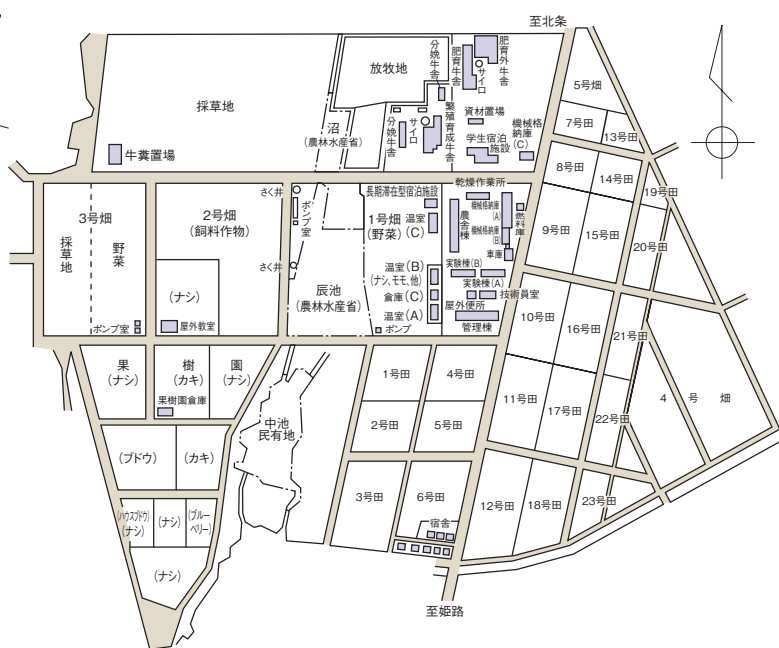 至北条
分娩牛舎
肥育牛舎
サイロ
肥育外牛舎
放牧地
5号畑
採草地
資材置場
7号田
13号田
沼
(農林水産省)
分娩牛舎
サイロ
繁殖育成牛舎
学生宿泊
施設
機械格
納庫
(C)
牛糞置場
8号田
14号田
乾燥作業所
長期滞在型宿泊施設
19号田
3号畑
採草地
野菜
2号畑
(飼料作物)
さく井
ポンプ室
1号畑
(野菜)
温室
(C)
農舎棟
機械格納庫
(A)
機械格納庫
(B)
燃料庫
車庫
9号田
15号田
20号田
さく井
温室(B)
(ナシ、モモ、他)
実験棟(B)
実験棟(A)
(ナシ)
辰池
(農林水産省)
倉庫(C)
温室(A)
技術員室
屋外便所
管理棟
10号田
16号田
21号田
ポンプ室
屋外教室
ポンプ
果
(ナシ)
樹
(カキ)
園
(ナシ)
1号田
4号田
11号田
17号田
22号田
4号畑
果樹園倉庫
中池
民有地
2号田
5号田
(ブドウ)
(カキ)
3号田
6号田
12号田
18号田
23号田
(ハウスブドウ)
(ナシ)
(ナシ)
(ブルー
ベリー)
宿舎
(ナシ)
至姫路